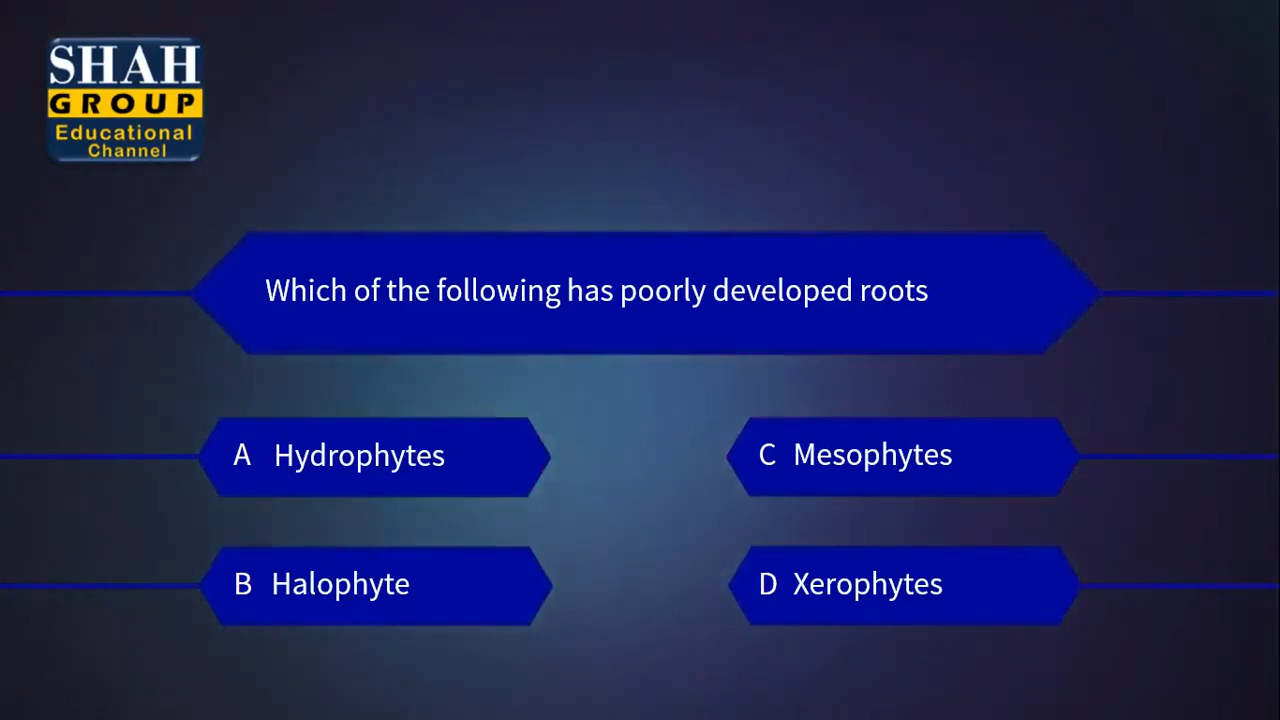 SHAH
GROUP
Educational
Channel
Which of the following has poorly developed roots
A Hydrophytes
C Mesophytes
B Halophyte
D Xerophytes